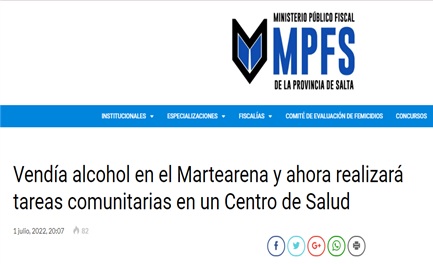 MINISTERIO PÚBLICO FISCAL
MPFS
DE LA PROVINCIA DE SALTA
INSTITUCIONALES ESPECIALIZACIONES FISCALÍAS COMITÉ DE EVALUACIÓN DE FEMICIDIOS CONCURSOS
Vendía alcohol en el Martearena y ahora realizará
tareas comunitarias en un Centro de Salud
1 julio, 2022, 20:07 82